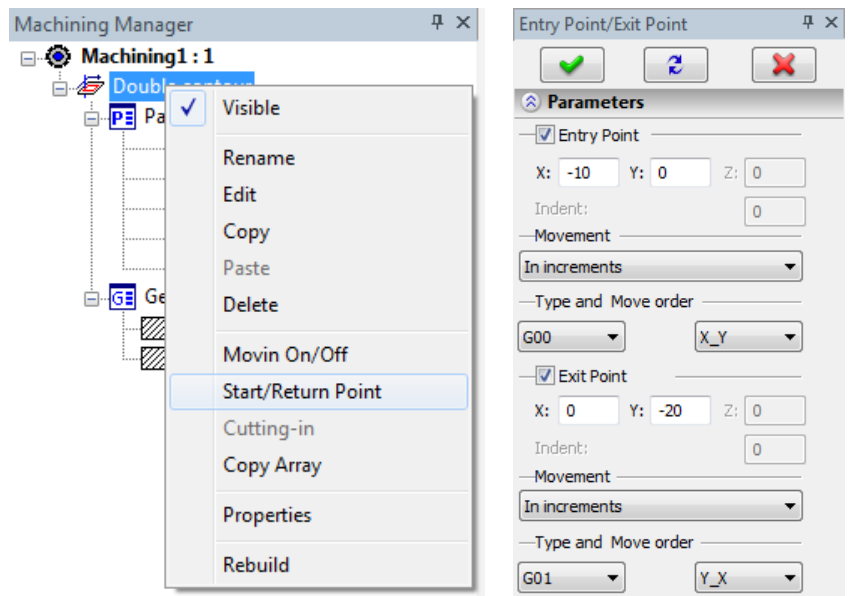 Machining Manager
Machining1 : 1
Double contour
Pa
Ge
Visible
Rename
Edit
Copy
Paste
Delete
Movin On/Off
Start/Return Point
Cutting-in
Copy Array
Properties
Rebuild
Entry Point/Exit Point
Parameters
Entry Point
X: -10 Y: 0 Z: 0
Indent: 0
Movement
In increments
Type and Move order
G00 X_Y
Exit Point
X: 0 Y: -20 Z: 0
Indent: 0
Movement
In increments
Type and Move order
G01 Y_X